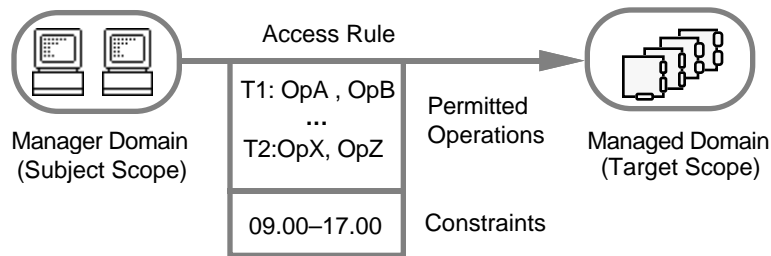 Access Rule
T1: OpA , OpB
...
T2:OpX, OpZ
Permitted
Operations
Manager Domain
(Subject Scope)
Managed Domain
(Target Scope)
09.00–17.00
Constraints